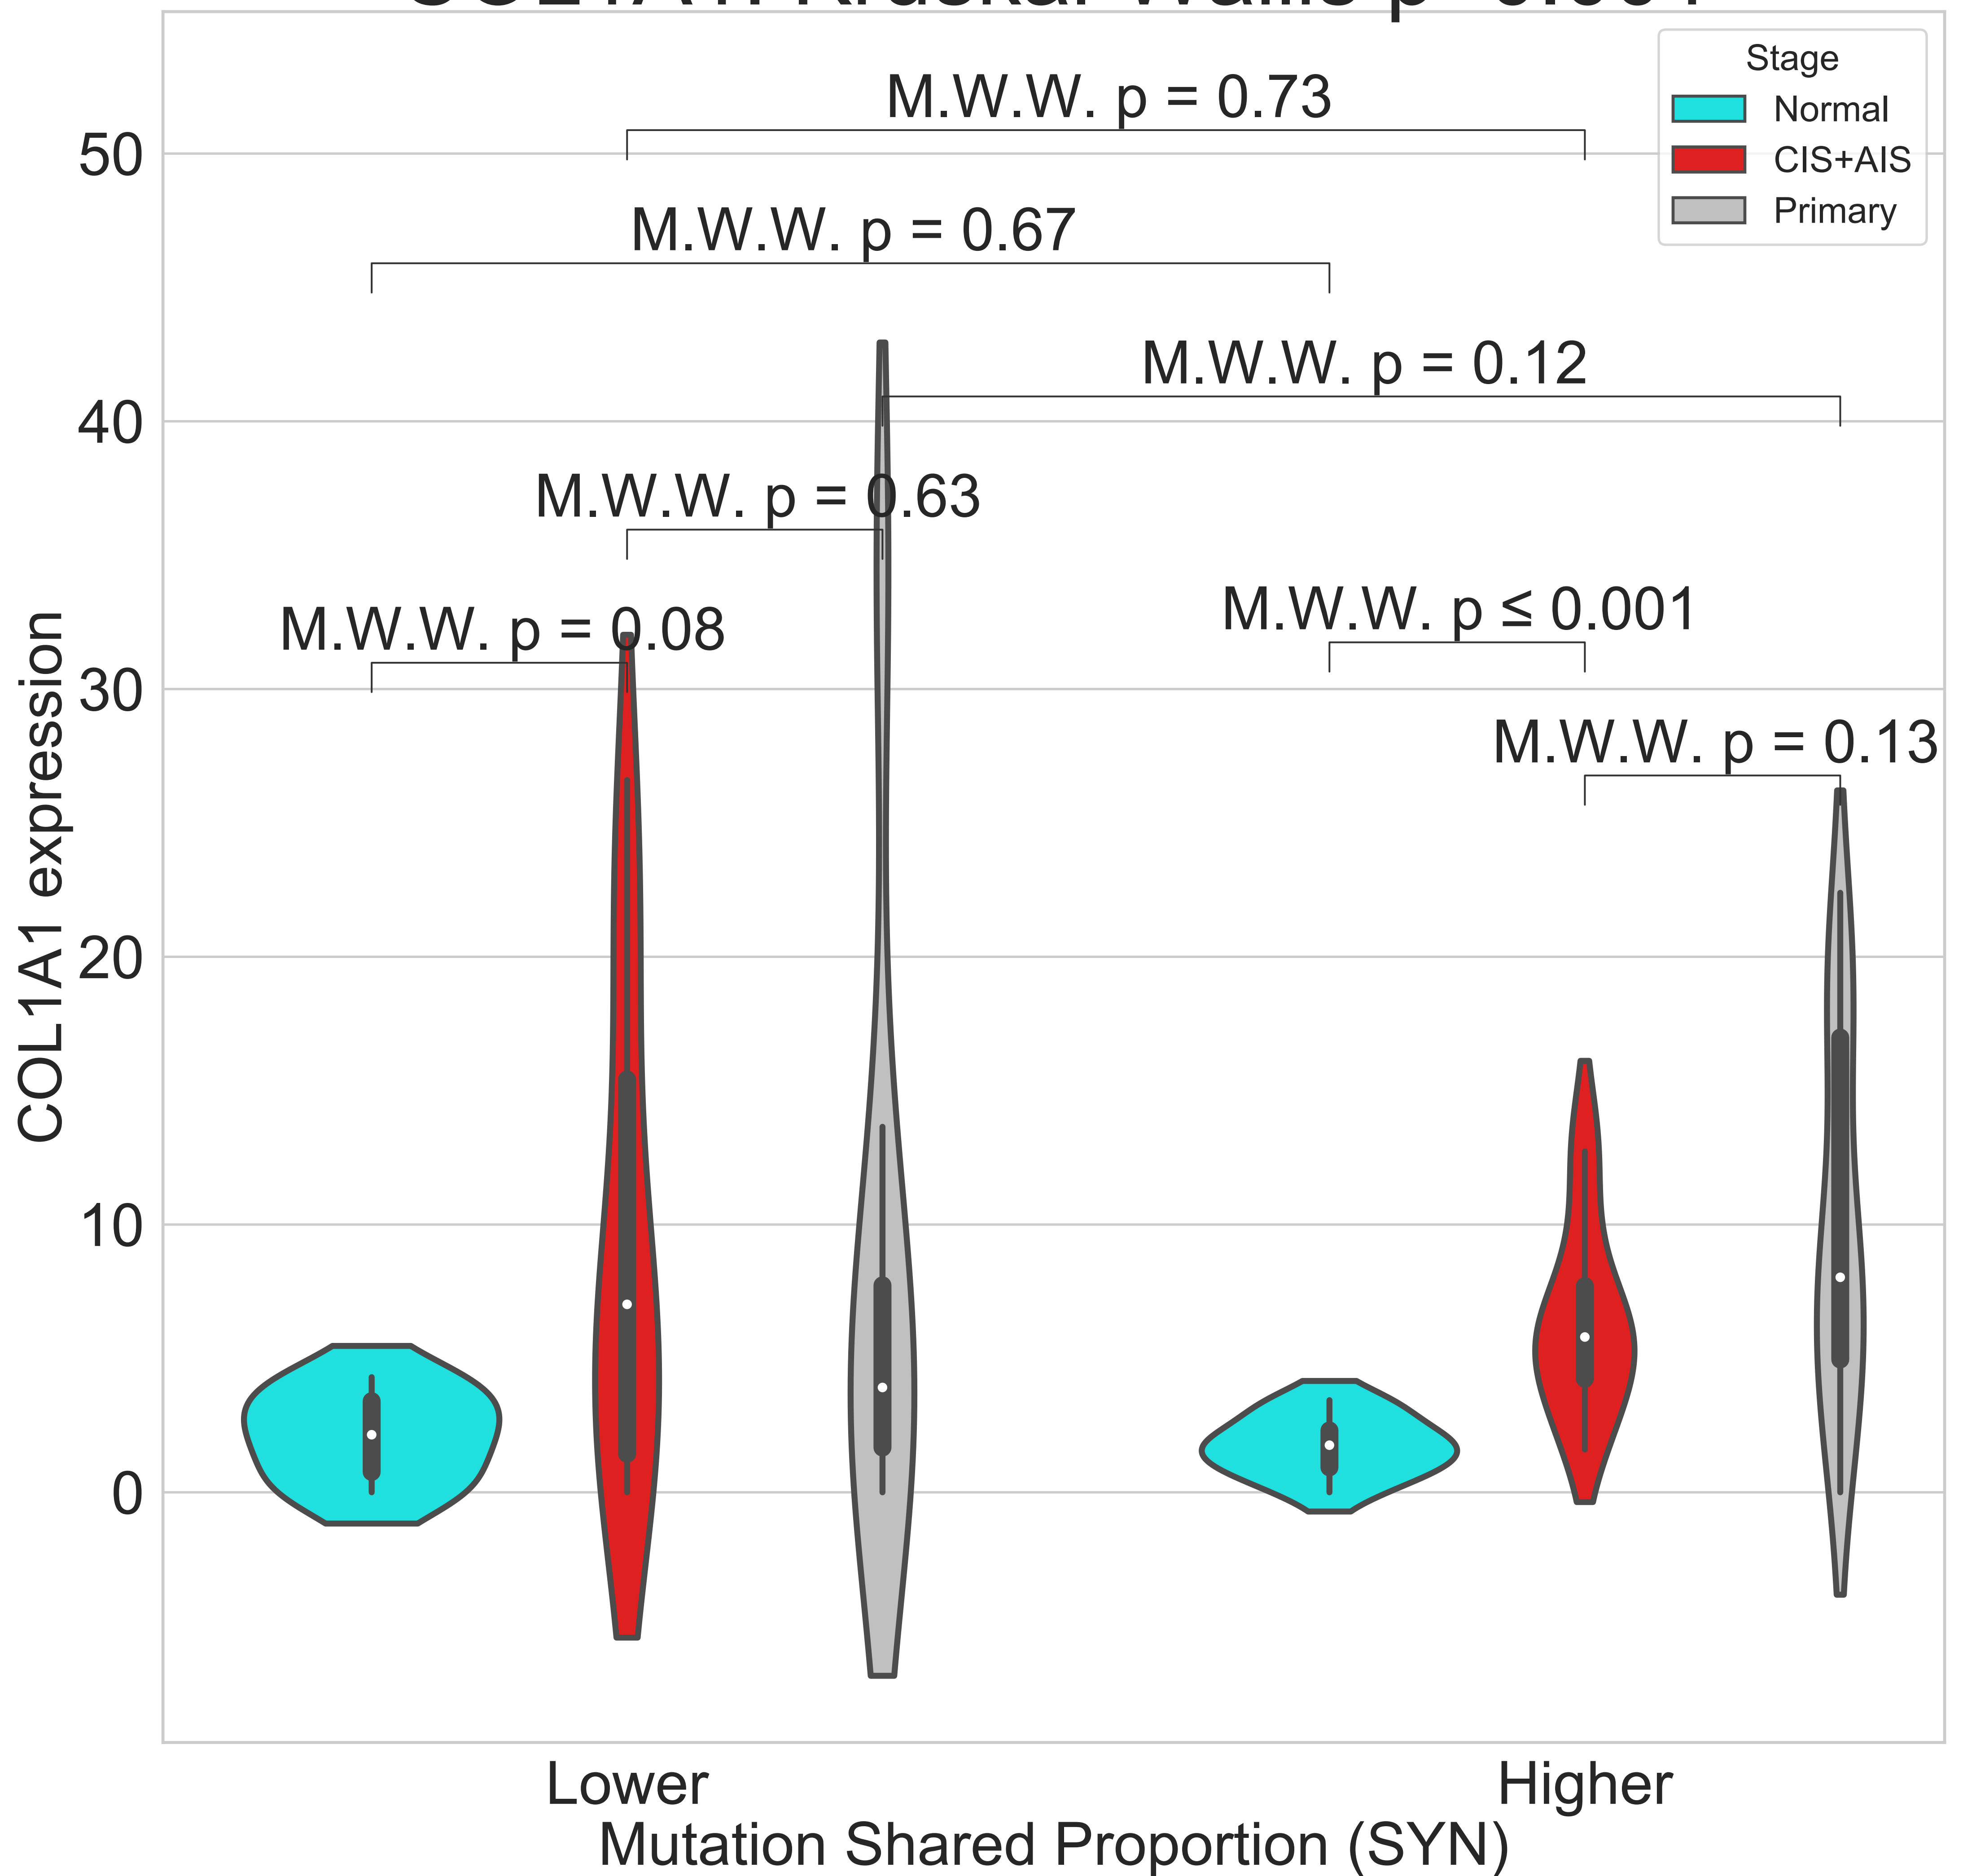 Stage
Normal
CIS+AIS
Primary
M.W.W. p = 0.73
M.W.W. p = 0.67
M.W.W. p = 0.12
M.W.W. p = 0.63
M.W.W. p ≤ 0.001
M.W.W. p = 0.08
M.W.W. p = 0.13
COL1A1 expression
50
40
30
20
10
0
Lower
Higher
Mutation Shared Proportion (SYN)